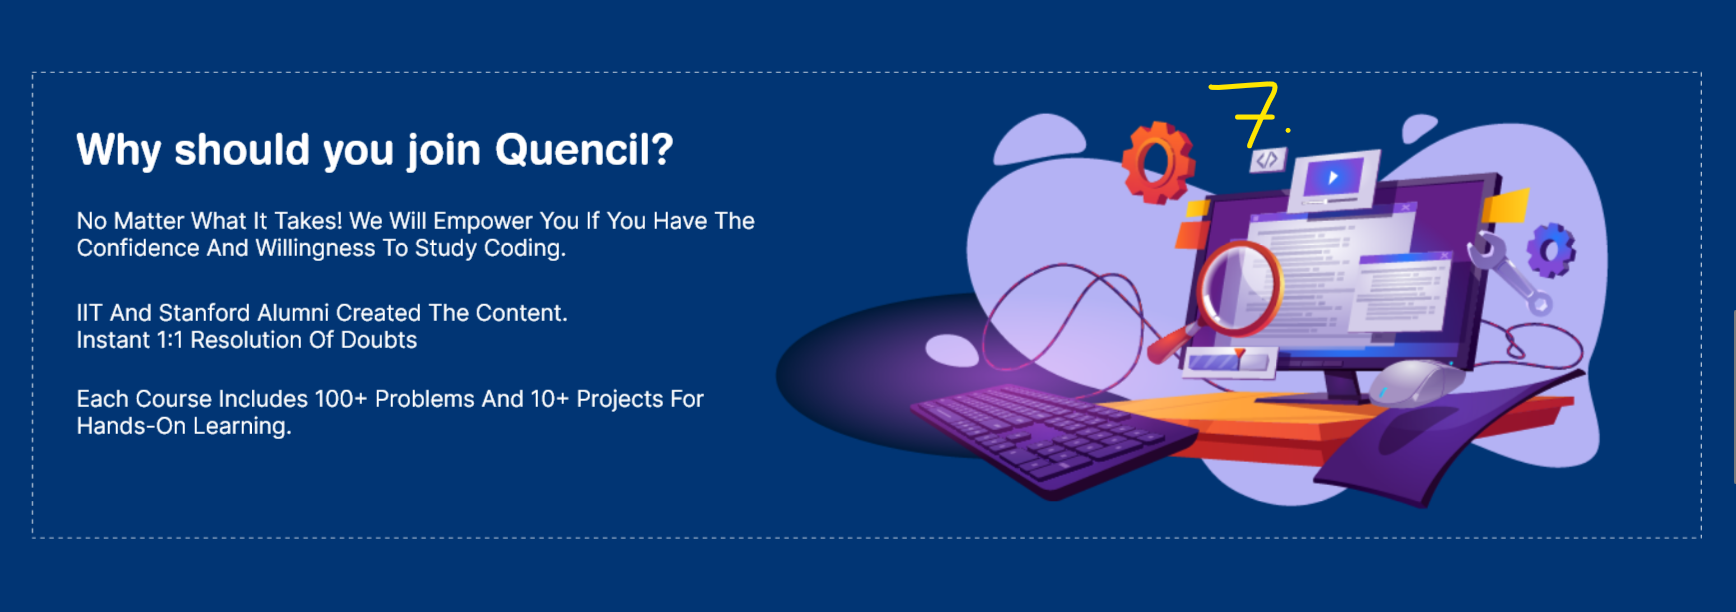 7.
Why should you join Quencil?
No Matter What It Takes! We Will Empower You If You Have The
Confidence And Willingness To Study Coding.
IIT And Stanford Alumni Created The Content.
Instant 1:1 Resolution Of Doubts
Each Course Includes 100+ Problems And 10+ Projects For
Hands-On Learning.
</>